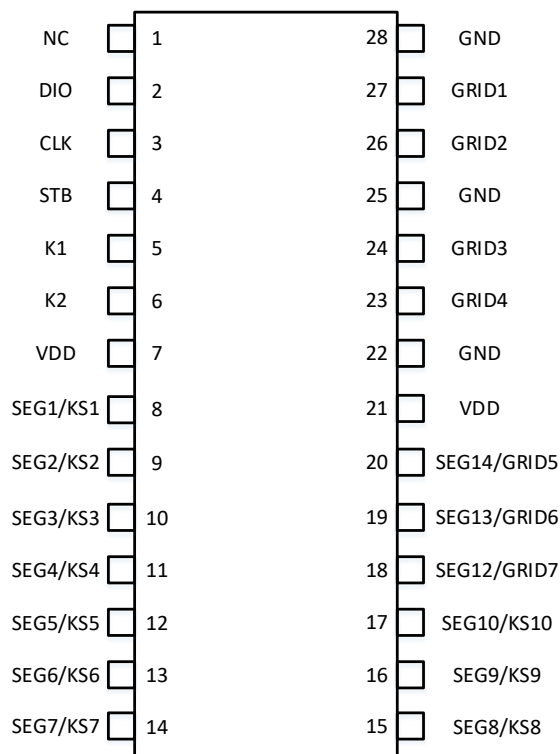 NC 1 28 GND
DIO 2 27 GRID1
CLK 3 26 GRID2
STB 4 25 GND
K1 5 24 GRID3
K2 6 23 GRID4
VDD 7 22 GND
SEG1/KS1 8 21 VDD
SEG2/KS2 9 20 SEG14/GRID5
SEG3/KS3 10 19 SEG13/GRID6
SEG4/KS4 11 18 SEG12/GRID7
SEG5/KS5 12 17 SEG10/KS10
SEG6/KS6 13 16 SEG9/KS9
SEG7/KS7 14 15 SEG8/KS8